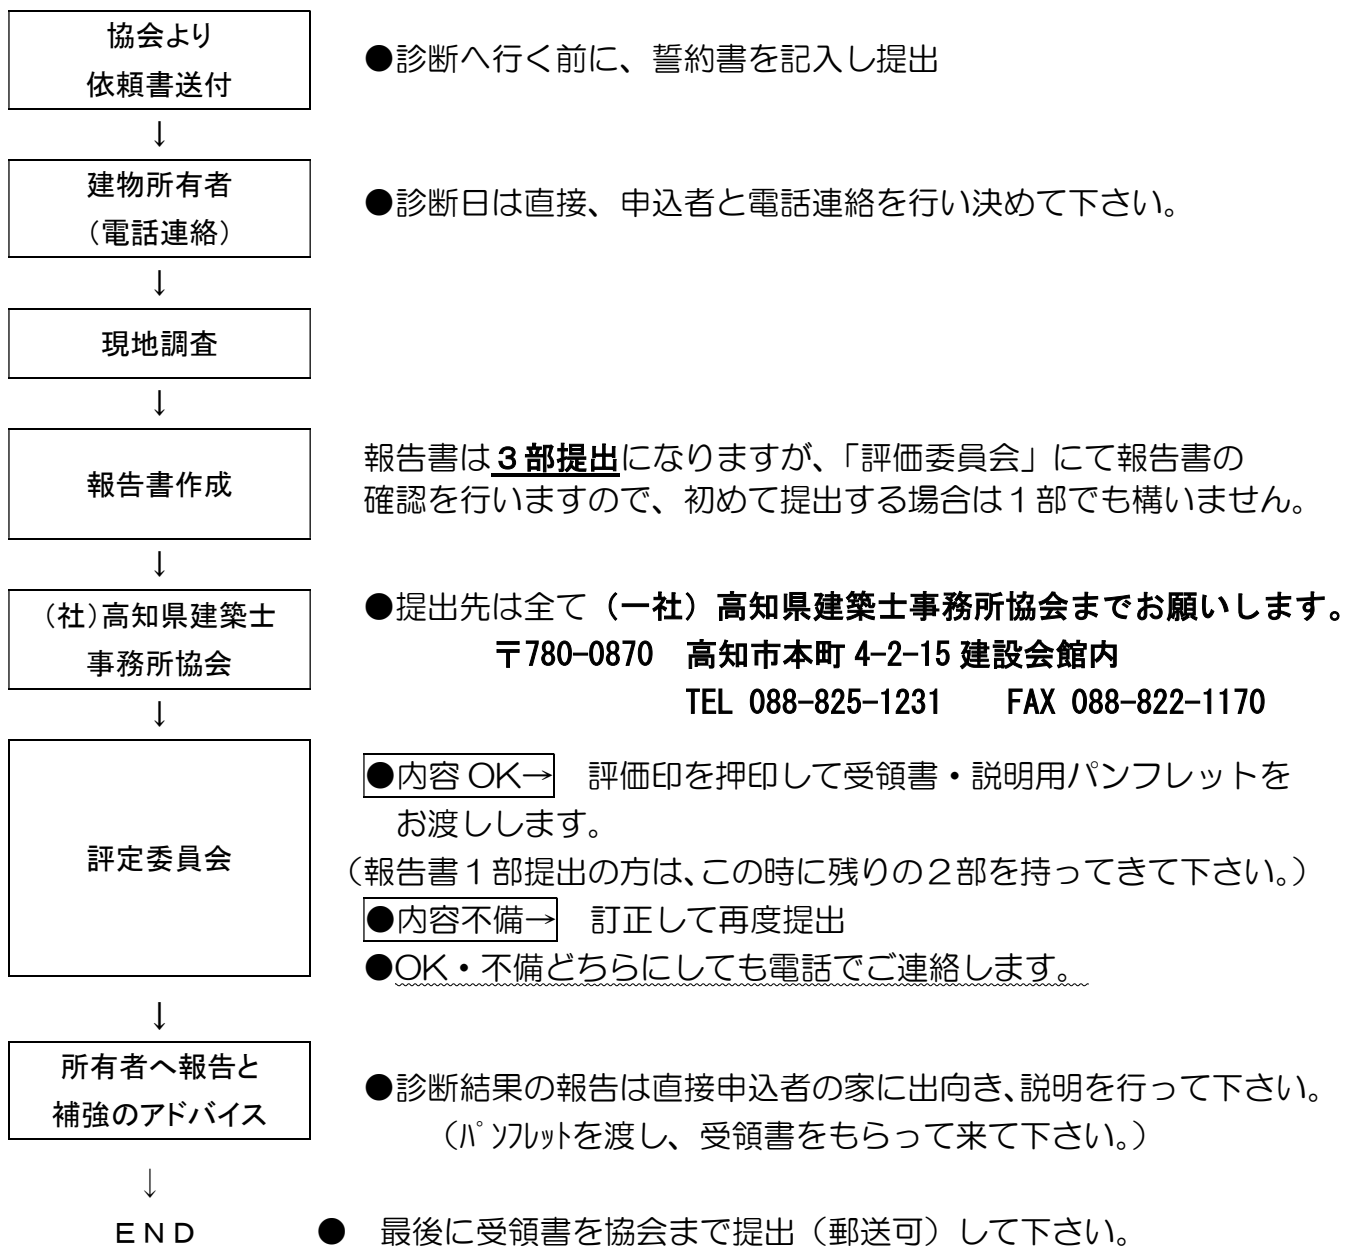 協会より
依頼書送付
●診断へ行く前に、誓約書を記入し提出
↓
建物所有者
（電話連絡）
●診断日は直接、申込者と電話連絡を行い決めて下さい。
↓
現地調査
↓
報告書作成
報告書は３部提出になりますが、「評価委員会」にて報告書の
確認を行いますので、初めて提出する場合は１部でも構いません。
↓
（社）高知県建築士
事務所協会
●提出先は全て（一社）高知県建築士事務所協会までお願いします。
〒780-0870　高知市本町 4-2-15 建設会館内
TEL 088-825-1231　FAX 088-822-1170
↓
評定委員会
●内容 OK→　評価印を押印して受領書・説明用パンフレットを
お渡しします。
（報告書１部提出の方は、この時に残りの２部を持ってきて下さい。）
●内容不備→　訂正して再度提出
●OK・不備どちらにしても電話でご連絡します。
↓
所有者へ報告と
補強のアドバイス
●診断結果の報告は直接申込者の家に出向き、説明を行って下さい。
（ﾊﾟﾝﾌﾚｯﾄを渡し、受領書をもらって来て下さい。）
↓
ＥＮＤ
●　最後に受領書を協会まで提出（郵送可）して下さい。